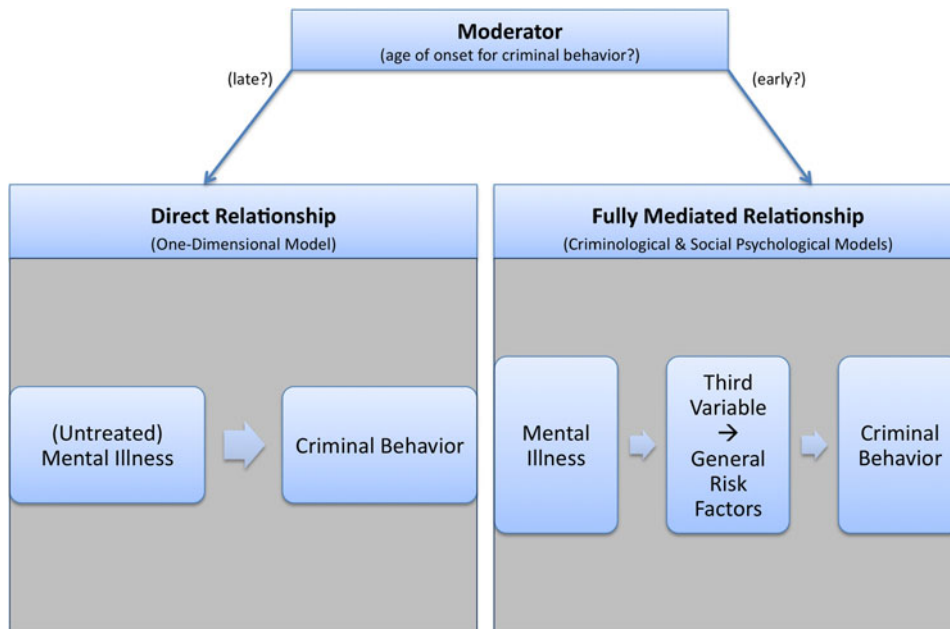 Moderator
(age of onset for criminal behavior?)
(late?)
(early?)
Direct Relationship
(One-Dimensional Model)
Fully Mediated Relationship
(Criminological & Social Psychological Models)
(Untreated)
Mental Illness
Criminal Behavior
Mental
Illness
Third
Variable
→
General
Risk
Factors
Criminal
Behavior